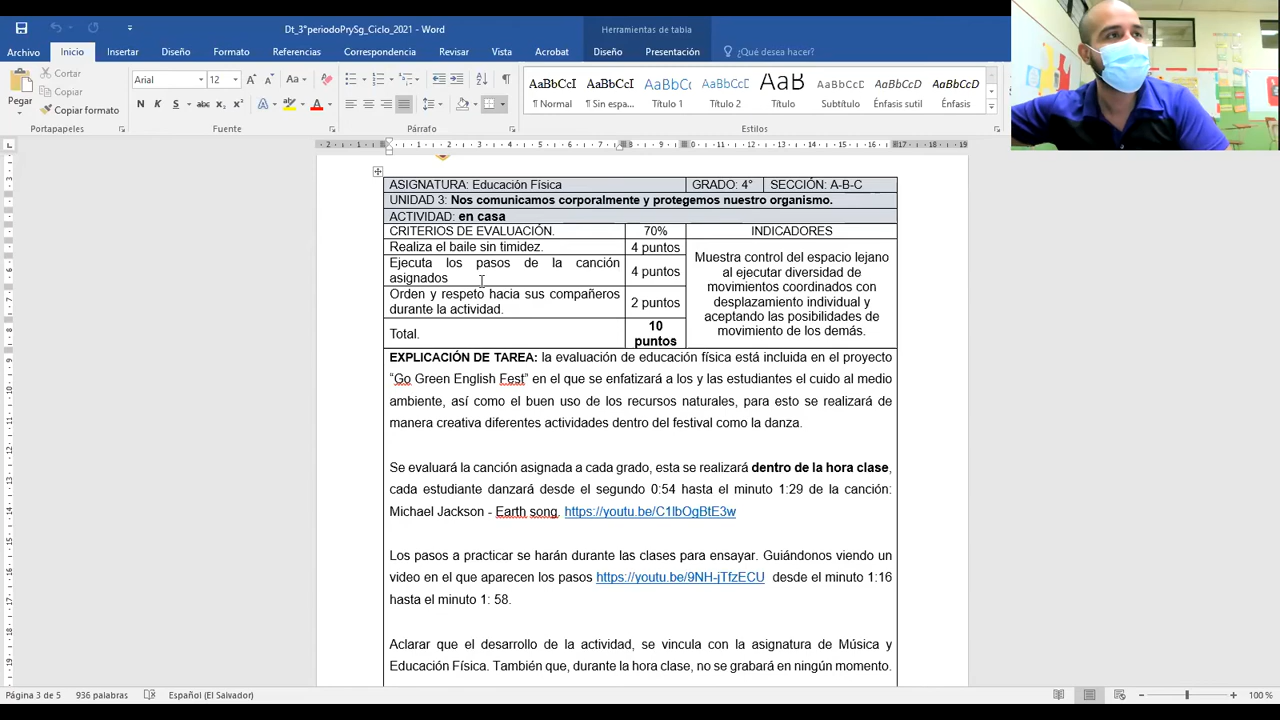 Dt_3°periodoPrySg_Ciclo_2021 - Word
Herramientas de tabla
Archivo Inicio Insertar Diseño Formato Referencias Correspondencia Revisar Vista Acrobat Diseño Presentación ¿Qué desea hacer?
Pegar
Cortar
Copiar
Copiar formato
Portapapeles
Arial 12
N K S abc x₂ x²
Fuente
Párrafo
AaBbCcI AaBbCcI AaBbCcI AaBbCcD AaB AaBbCcD AaBbCcD AaBbCcD
¶ Normal ¶ Sin espa... Título 1 Título 2 Título Subtítulo Énfasis sutil Énfasis
Estilos
ASIGNATURA: Educación Física GRADO: 4° SECCIÓN: A-B-C
UNIDAD 3: Nos comunicamos corporalmente y protegemos nuestro organismo.
ACTIVIDAD: en casa
CRITERIOS DE EVALUACIÓN. 70% INDICADORES
Realiza el baile sin timidez. 4 puntos
Ejecuta los pasos de la canción
asignados
4 puntos
Orden y respeto hacia sus compañeros
durante la actividad.
2 puntos
Total.
10
puntos
Muestra control del espacio lejano
al ejecutar diversidad de
movimientos coordinados con
desplazamiento individual y
aceptando las posibilidades de
movimiento de los demás.
EXPLICACIÓN DE TAREA: la evaluación de educación física está incluida en el proyecto
“Go Green English Fest” en el que se enfatizará a los y las estudiantes el cuido al medio
ambiente, así como el buen uso de los recursos naturales, para esto se realizará de
manera creativa diferentes actividades dentro del festival como la danza.
Se evaluará la canción asignada a cada grado, esta se realizará dentro de la hora clase,
cada estudiante danzará desde el segundo 0:54 hasta el minuto 1:29 de la canción:
Michael Jackson - Earth song. https://youtu.be/C1IbOgBtE3w
Los pasos a practicar se harán durante las clases para ensayar. Guiándonos viendo un
video en el que aparecen los pasos https://youtu.be/9NH-jTfzECU desde el minuto 1:16
hasta el minuto 1: 58.
Aclarar que el desarrollo de la actividad, se vincula con la asignatura de Música y
Educación Física. También que, durante la hora clase, no se grabará en ningún momento.
Página 3 de 5 936 palabras Español (El Salvador) 100 %